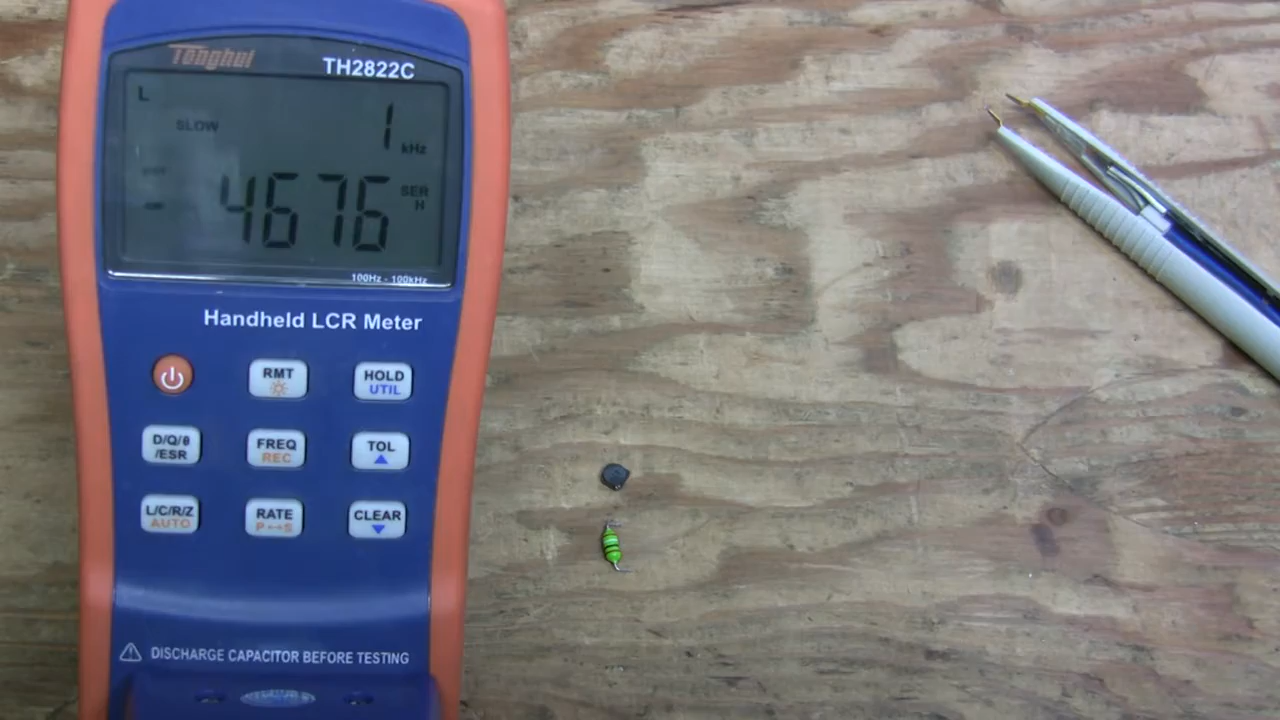 Tonghui
TH2822C
L
SLOW
1
kHz
4676
SER
H
100Hz - 100kHz
Handheld LCR Meter
RMT
HOLD
UTIL
D/Q/θ
/ESR
FREQ
REC
TOL
L/C/R/Z
AUTO
RATE
P↔S
CLEAR
DISCHARGE CAPACITOR BEFORE TESTING